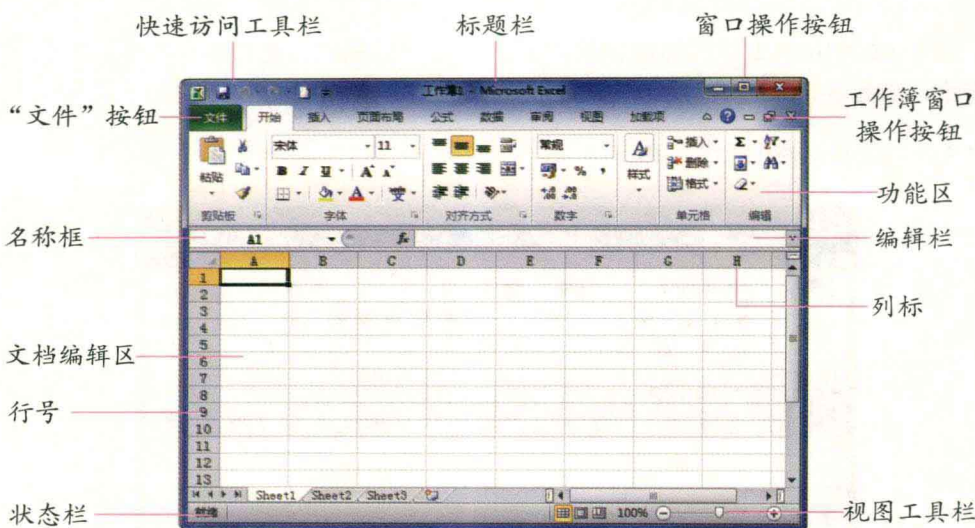 快速访问工具栏
标题栏
窗口操作按钮
工作簿1 - Microsoft Excel
“文件”按钮
文件 开始 插入 页面布局 公式 数据 审阅 视图 加载项
工作簿窗口
操作按钮
宋体 11 常规 插入 Σ
粘贴 B I U A A % , 样式 删除
A 格式
剪贴板 字体 对齐方式 数字 单元格 编辑
功能区
名称框
A1 fx
编辑栏
A B C D E F G H
列标
1
2
3
4
5
文档编辑区
6
7
8
行号
9
10
11
12
13
Sheet1 Sheet2 Sheet3
状态栏
就绪 100%
视图工具栏